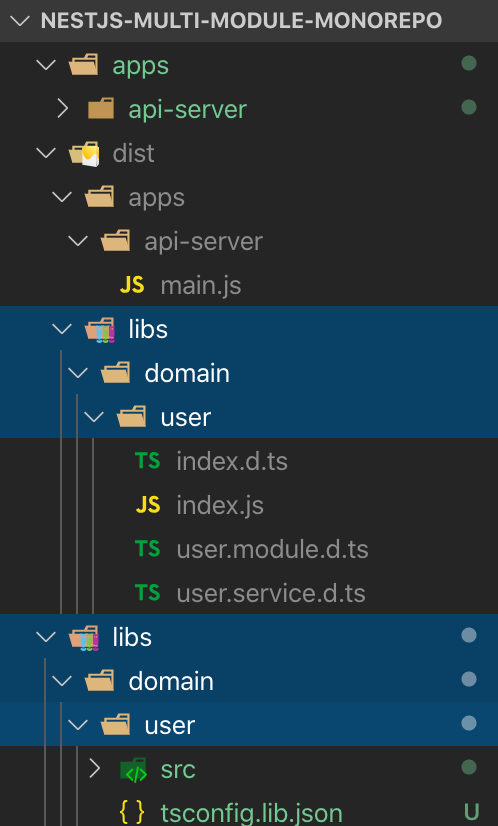 NESTJS-MULTI-MODULE-MONOREPO
apps
api-server
dist
apps
api-server
JS main.js
libs
domain
user
TS index.d.ts
JS index.js
TS user.module.d.ts
TS user.service.d.ts
libs
domain
user
src
{ } tsconfig.lib.json U